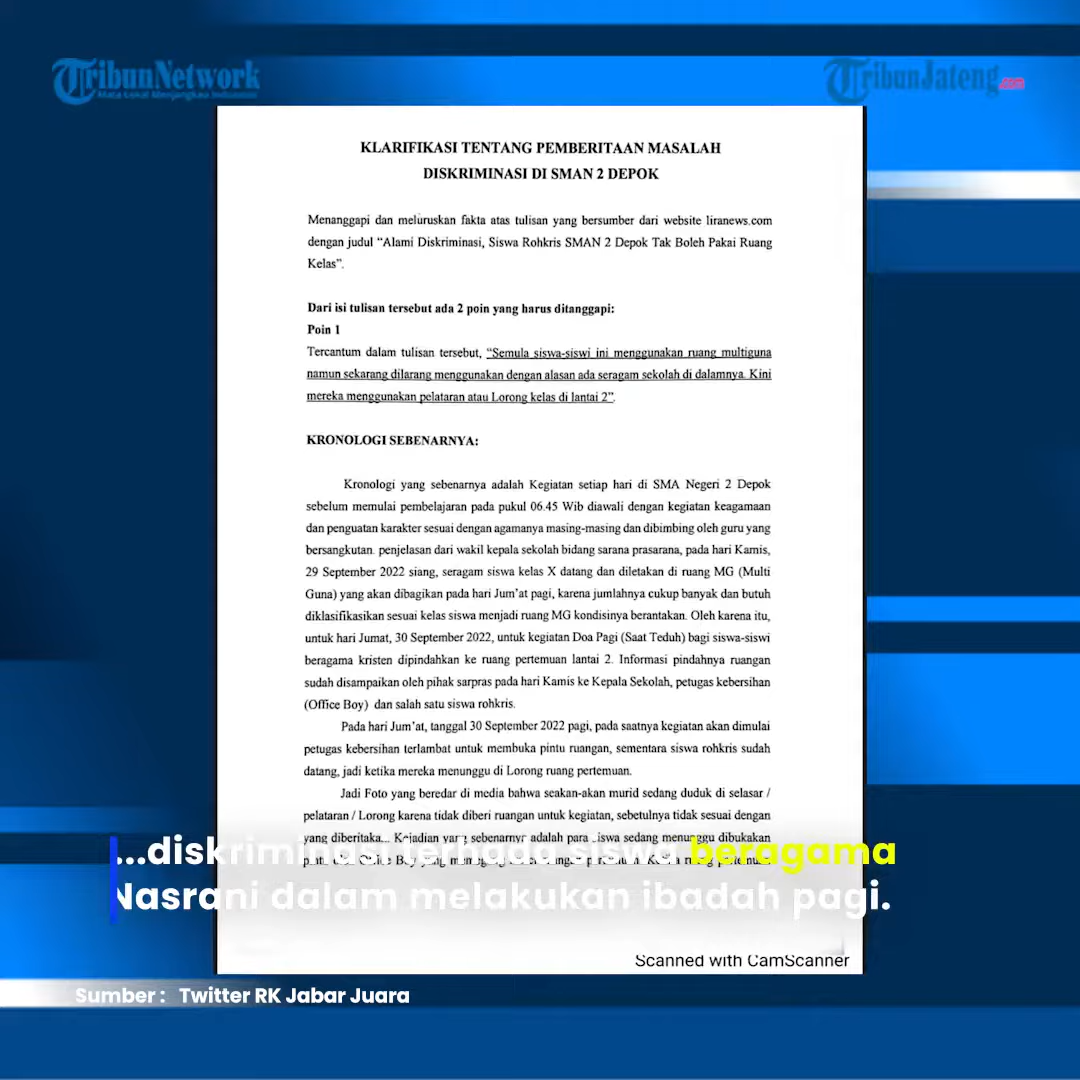 TribunNetwork
TribunJateng.com
KLARIFIKASI TENTANG PEMBERITAAN MASALAH
DISKRIMINASI DI SMAN 2 DEPOK
Menanggapi dan meluruskan fakta atas tulisan yang bersumber dari website liranews.com
dengan judul "Alami Diskriminasi, Siswa Rohkris SMAN 2 Depok Tak Boleh Pakai Ruang
Kelas".
Dari isi tulisan tersebut ada 2 poin yang harus ditanggapi:
Poin 1
Tercantum dalam tulisan tersebut, "Semula siswa-siswi ini menggunakan ruang multiguna
namun sekarang dilarang menggunakan dengan alasan ada seragam sekolah di dalamnya. Kini
mereka menggunakan pelataran atau Lorong kelas di lantai 2".
KRONOLOGI SEBENARNYA:
Kronologi yang sebenarnya adalah Kegiatan setiap hari di SMA Negeri 2 Depok
sebelum memulai pembelajaran pada pukul 06.45 Wib diawali dengan kegiatan keagamaan
dan penguatan karakter sesuai dengan agamanya masing-masing dan dibimbing oleh guru yang
bersangkutan. penjelasan dari wakil kepala sekolah bidang sarana prasarana, pada hari Kamis,
29 September 2022 siang, seragam siswa kelas X datang dan diletakan di ruang MG (Multi
Guna) yang akan dibagikan pada hari Jum'at pagi, karena jumlahnya cukup banyak dan butuh
diklasifikasikan sesuai kelas siswa menjadi ruang MG kondisinya berantakan. Oleh karena itu,
untuk hari Jumat, 30 September 2022, untuk kegiatan Doa Pagi (Saat Teduh) bagi siswa-siswi
beragama kristen dipindahkan ke ruang pertemuan lantai 2. Informasi pindahnya ruangan
sudah disampaikan oleh pihak sarpras pada hari Kamis ke Kepala Sekolah, petugas kebersihan
(Office Boy) dan salah satu siswa rohkris.
Pada hari Jum'at, tanggal 30 September 2022 pagi, pada saatnya kegiatan akan dimulai
petugas kebersihan terlambat untuk membuka pintu ruangan, sementara siswa rohkris sudah
datang, jadi ketika mereka menunggu di Lorong ruang pertemuan.
Jadi Foto yang beredar di media bahwa seakan-akan murid sedang duduk di selasar /
pelataran / Lorong karena tidak diberi ruangan untuk kegiatan, sebetulnya tidak sesuai dengan
yang diberitaka... Kejadian yang sebenarnya adalah para siswa sedang menunggu dibukakan
...diskriminasi terhadap siswa beragama
Nasrani dalam melakukan ibadah pagi.
Scanned with CamScanner
Sumber : Twitter RK Jabar Juara